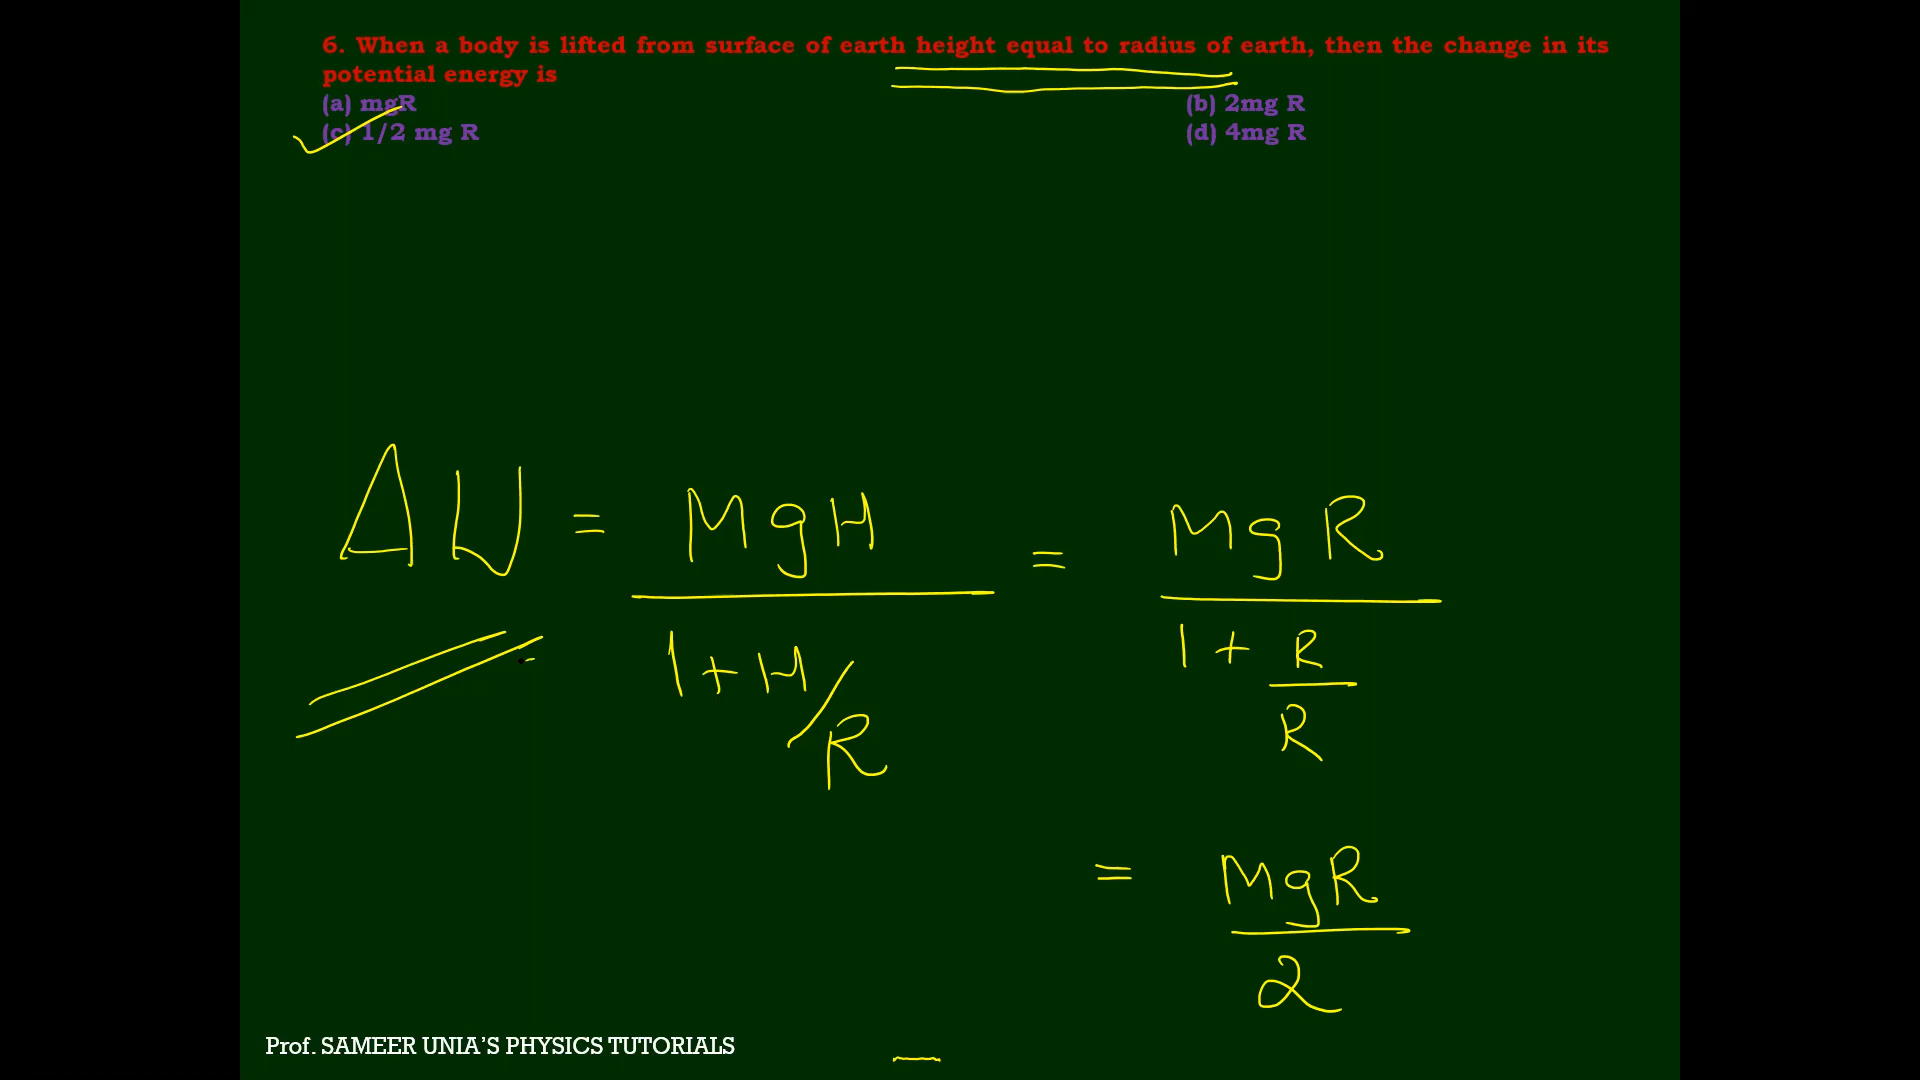 6. When a body is lifted from surface of earth height equal to radius of earth, then the change in its
potential energy is
(a) mgR (b) 2mg R
(c) 1/2 mg R (d) 4mg R
ΔU = MgH / 1+H/R = MgR / 1 + R/R
= MgR / 2
Prof. SAMEER UNIA'S PHYSICS TUTORIALS